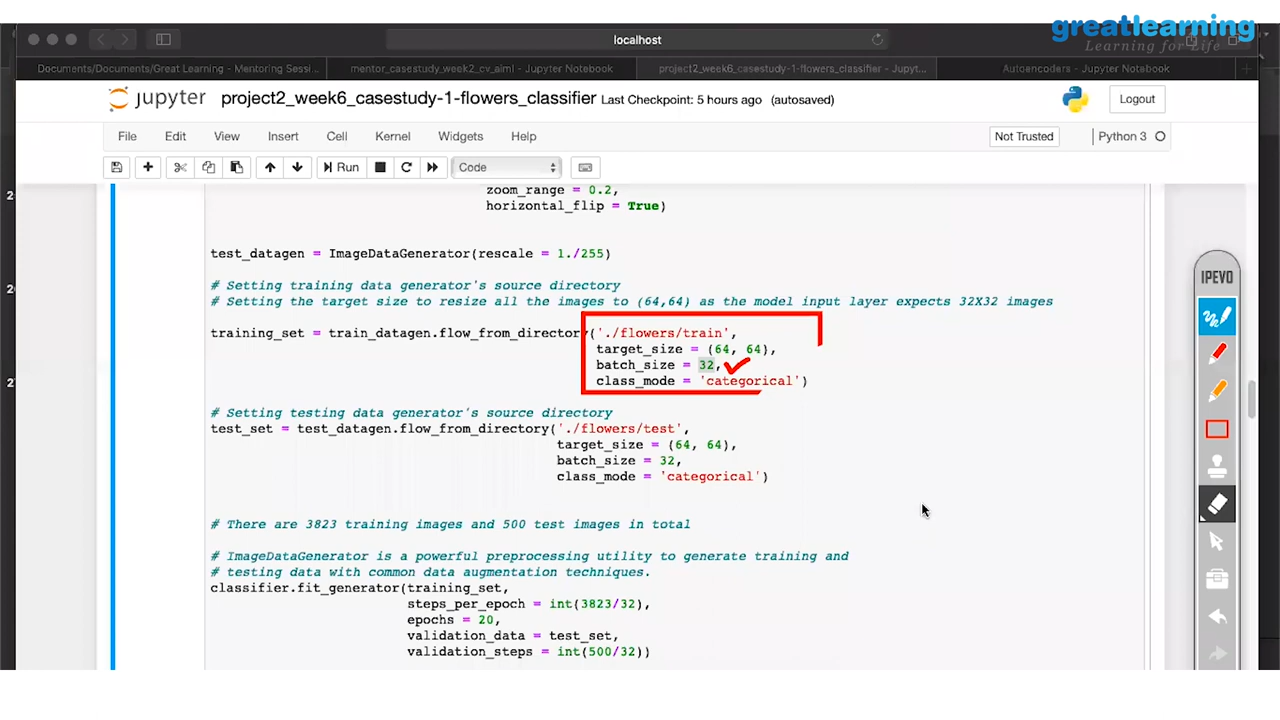 greatlearning
Learning for Life
localhost
Documents/Documents/Great Learning - Mentoring Sessi...
mentor_casestudy_week2_cv_aiml - Jupyter Notebook
project2_week6_casestudy-1-flowers_classifier - Jupyt...
Autoencoders - Jupyter Notebook
jupyter project2_week6_casestudy-1-flowers_classifier Last Checkpoint: 5 hours ago (autosaved)
Logout
File Edit View Insert Cell Kernel Widgets Help
Not Trusted
Python 3
Run
Code
zoom_range = 0.2,
horizontal_flip = True)
test_datagen = ImageDataGenerator(rescale = 1./255)
# Setting training data generator's source directory
# Setting the target size to resize all the images to (64,64) as the model input layer expects 32X32 images
training_set = train_datagen.flow_from_directory('./flowers/train',
target_size = (64, 64),
batch_size = 32,
class_mode = 'categorical')
# Setting testing data generator's source directory
test_set = test_datagen.flow_from_directory('./flowers/test',
target_size = (64, 64),
batch_size = 32,
class_mode = 'categorical')
# There are 3823 training images and 500 test images in total
# ImageDataGenerator is a powerful preprocessing utility to generate training and
# testing data with common data augmentation techniques.
classifier.fit_generator(training_set,
steps_per_epoch = int(3823/32),
epochs = 20,
validation_data = test_set,
validation_steps = int(500/32))
IPEVO